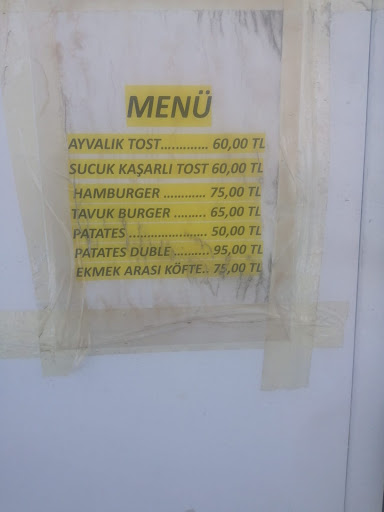 MENÜ
AYVALIK TOST............. 60,00 TL
SUCUK KAŞARLI TOST 60,00 TL
HAMBURGER ............ 75,00 TL
TAVUK BURGER ......... 65,00 TL
PATATES ...................... 50,00 TL
PATATES DUBLE .......... 95,00 TL
EKMEK ARASI KÖFTE.. 75,00 TL